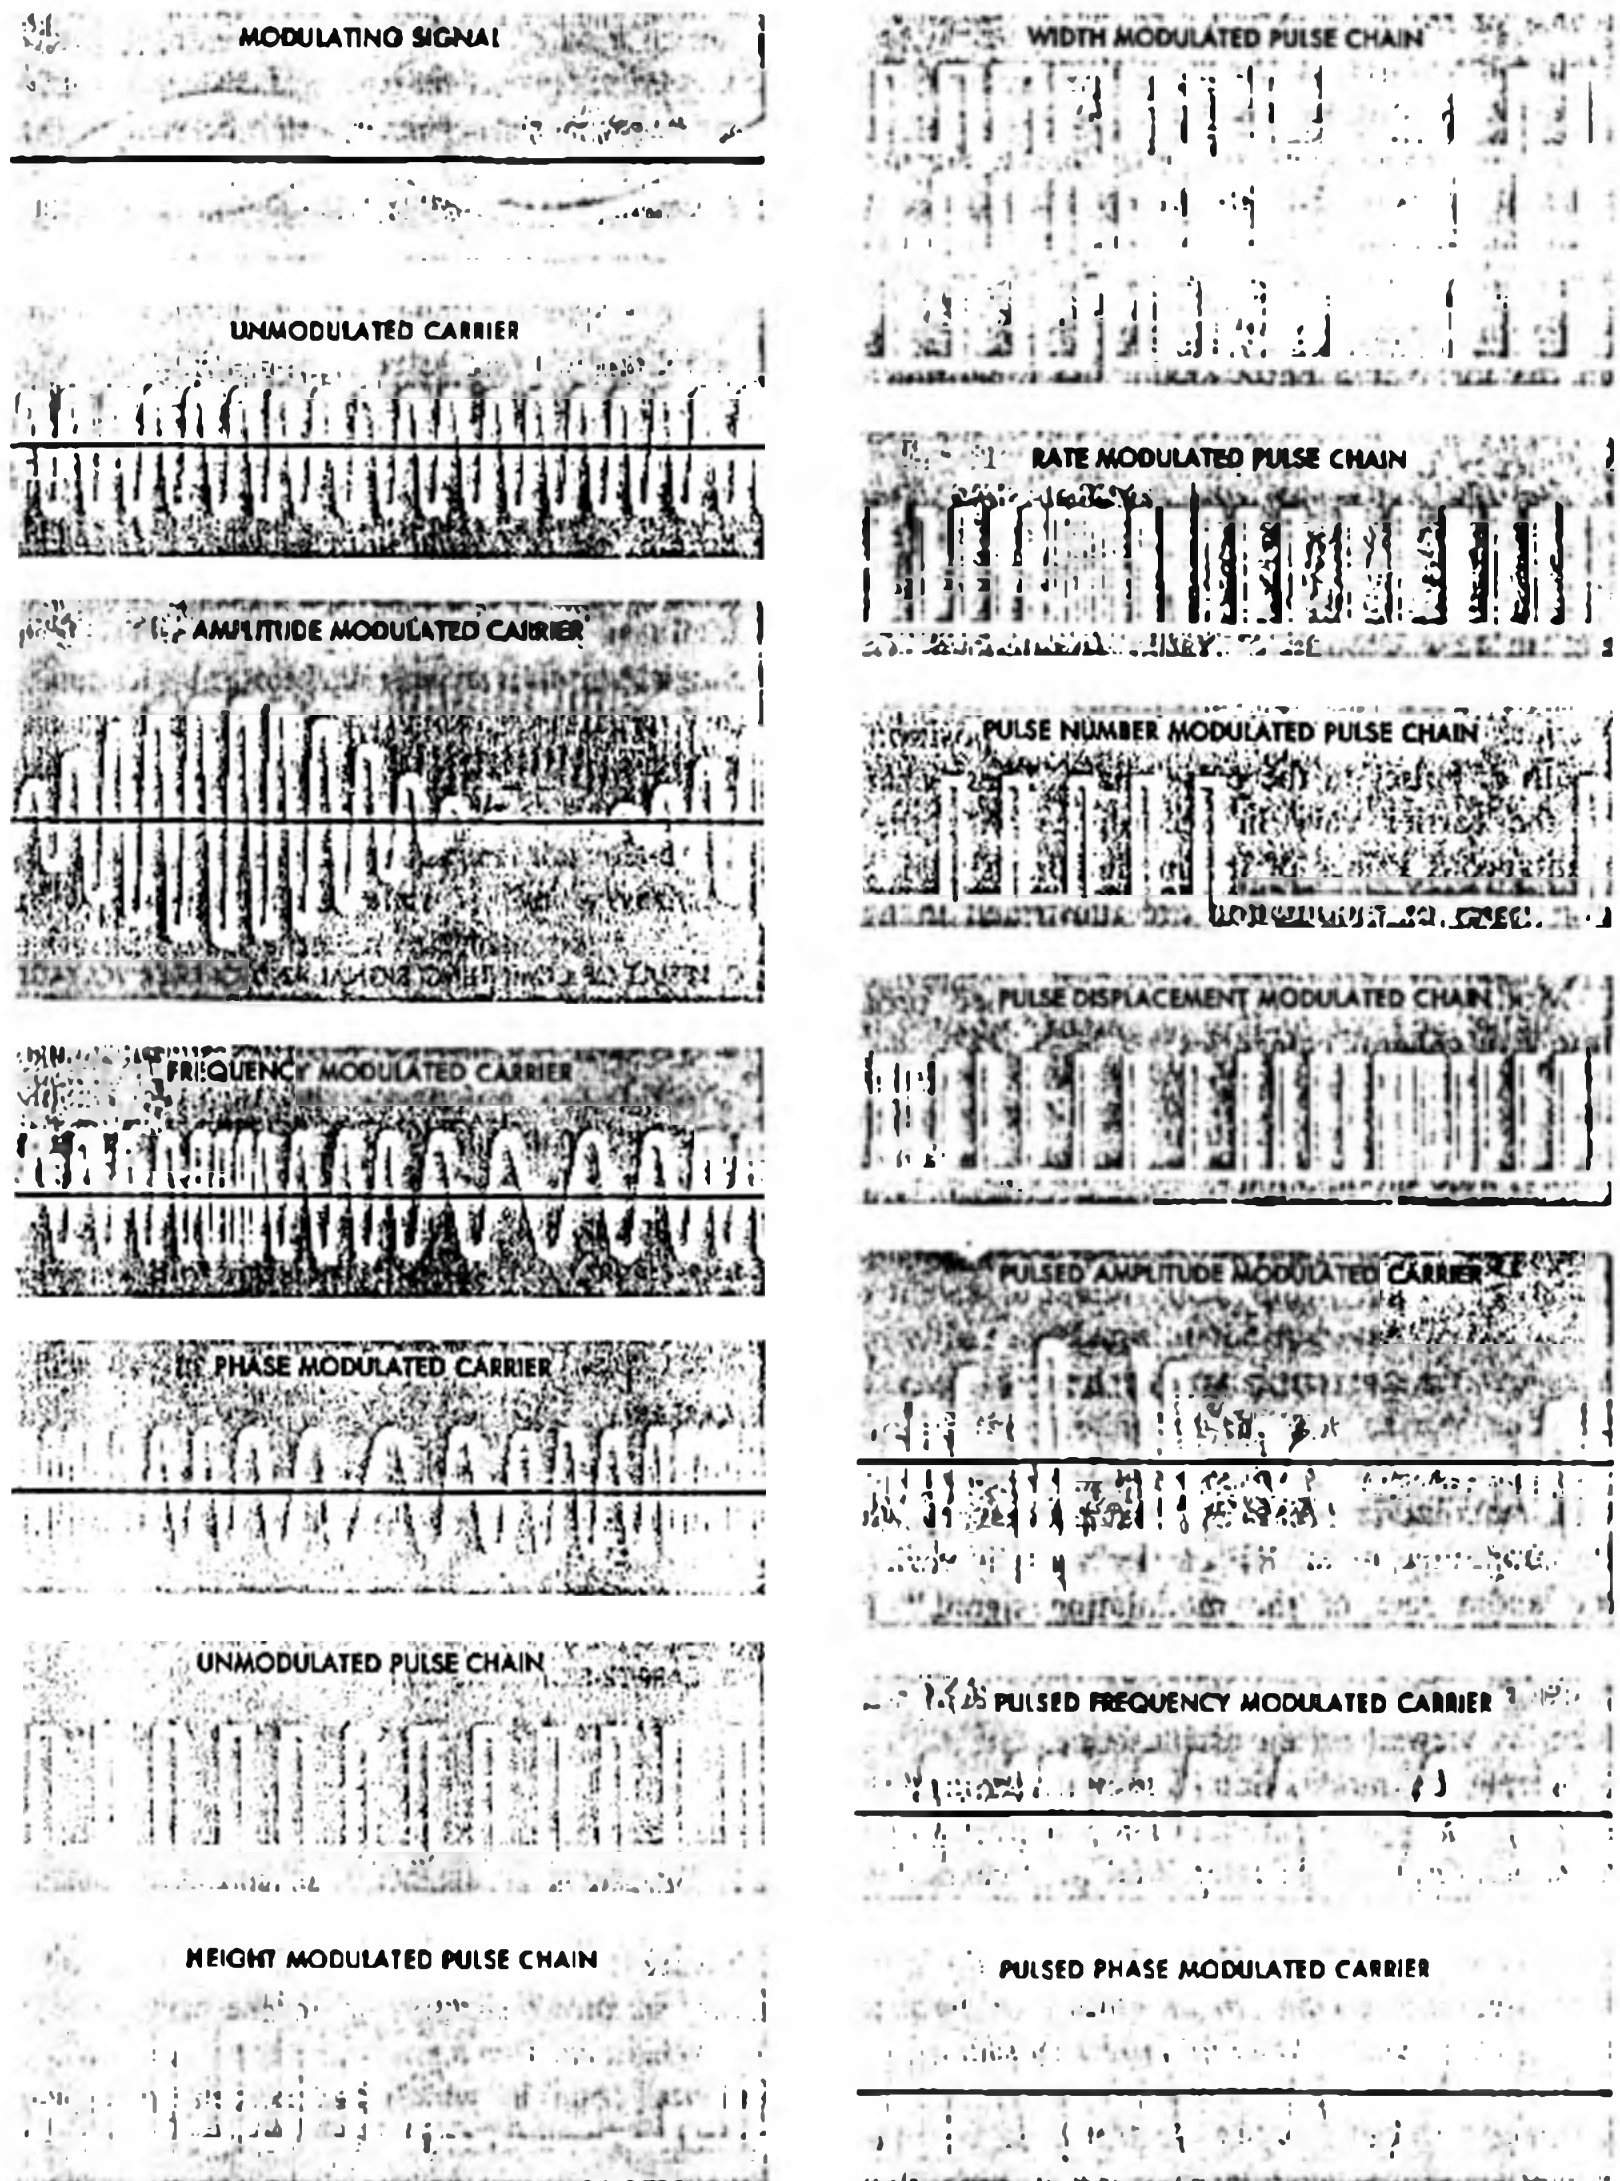 MODULATING SIGNAL
UNMODULATED CARRIER
AMPLITUDE MODULATED CARRIER
FREQUENCY MODULATED CARRIER
PHASE MODULATED CARRIER
UNMODULATED PULSE CHAIN
HEIGHT MODULATED PULSE CHAIN
WIDTH MODULATED PULSE CHAIN
RATE MODULATED PULSE CHAIN
PULSE NUMBER MODULATED PULSE CHAIN
PULSE DISPLACEMENT MODULATED CHAIN
PULSED AMPLITUDE MODULATED CARRIER
PULSED FREQUENCY MODULATED CARRIER
PULSED PHASE MODULATED CARRIER